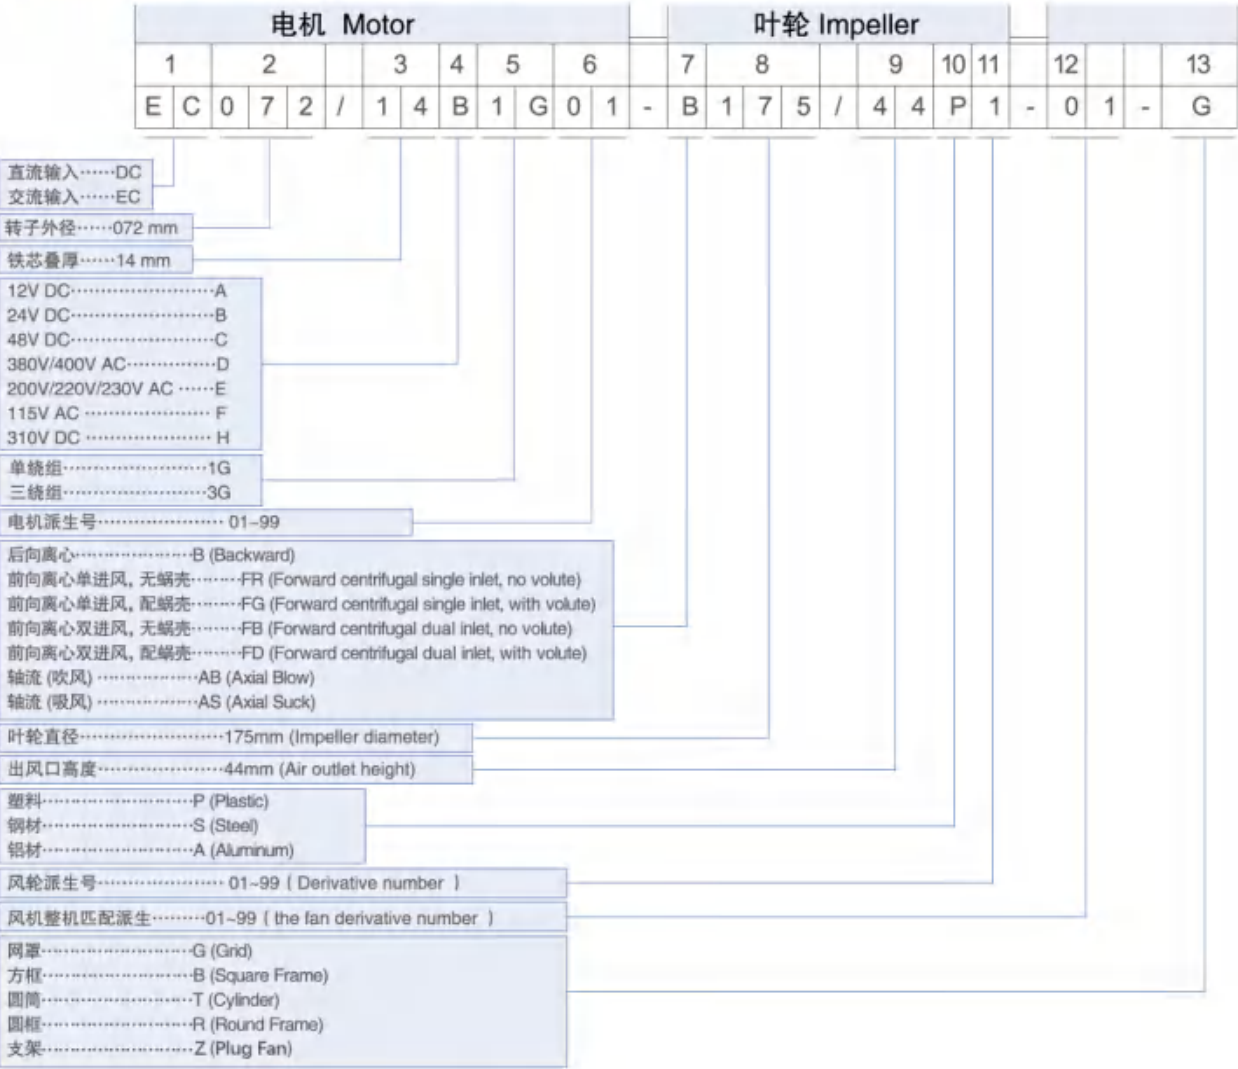 电机 Motor 叶轮 Impeller
1 2 3 4 5 6 7 8 9 10 11 12 13
E C 0 7 2 / 1 4 B 1 G 0 1 - B 1 7 5 / 4 4 P 1 - 0 1 - G
直流输入……DC
交流输入……EC
转子外径……072 mm
铁芯叠厚……14 mm
12V DC……………………A
24V DC……………………B
48V DC……………………C
380V/400V AC……………D
200V/220V/230V AC ……E
115V AC ………………… F
310V DC ………………… H
单绕组……………………1G
三绕组……………………3G
电机派生号………………… 01~99
后向离心…………………B (Backward)
前向离心单进风, 无蜗壳………FR (Forward centrifugal single inlet, no volute)
前向离心单进风, 配蜗壳………FG (Forward centrifugal single inlet, with volute)
前向离心双进风, 无蜗壳………FB (Forward centrifugal dual inlet, no volute)
前向离心双进风, 配蜗壳………FD (Forward centrifugal dual inlet, with volute)
轴流 (吹风) ………………AB (Axial Blow)
轴流 (吸风) ………………AS (Axial Suck)
叶轮直径……………………175mm (Impeller diameter)
出风口高度…………………44mm (Air outlet height)
塑料………………………P (Plastic)
钢材………………………S (Steel)
铝材………………………A (Aluminum)
风轮派生号………………… 01~99 ( Derivative number )
风机整机匹配派生………01~99 ( the fan derivative number )
网罩………………………G (Grid)
方框………………………B (Square Frame)
圆筒………………………T (Cylinder)
圆框………………………R (Round Frame)
支架………………………Z (Plug Fan)